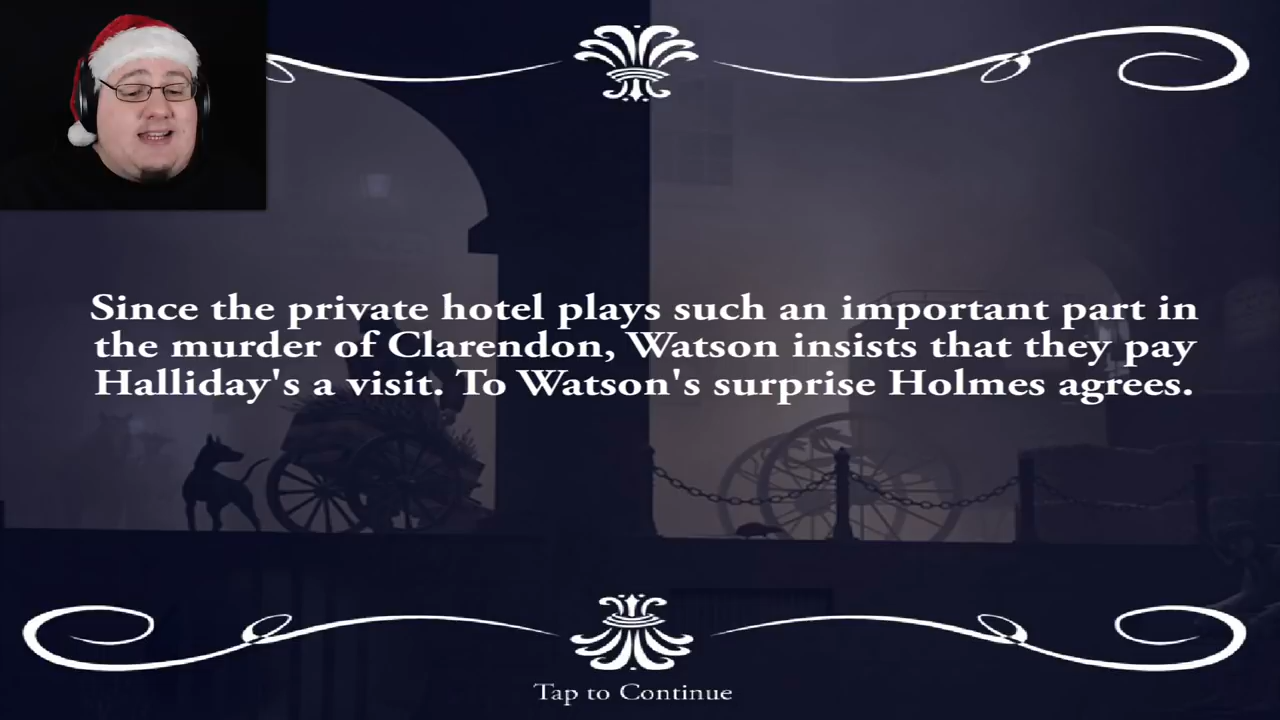 Since the private hotel plays such an important part in
the murder of Clarendon, Watson insists that they pay
Halliday's a visit. To Watson's surprise Holmes agrees.
Tap to Continue